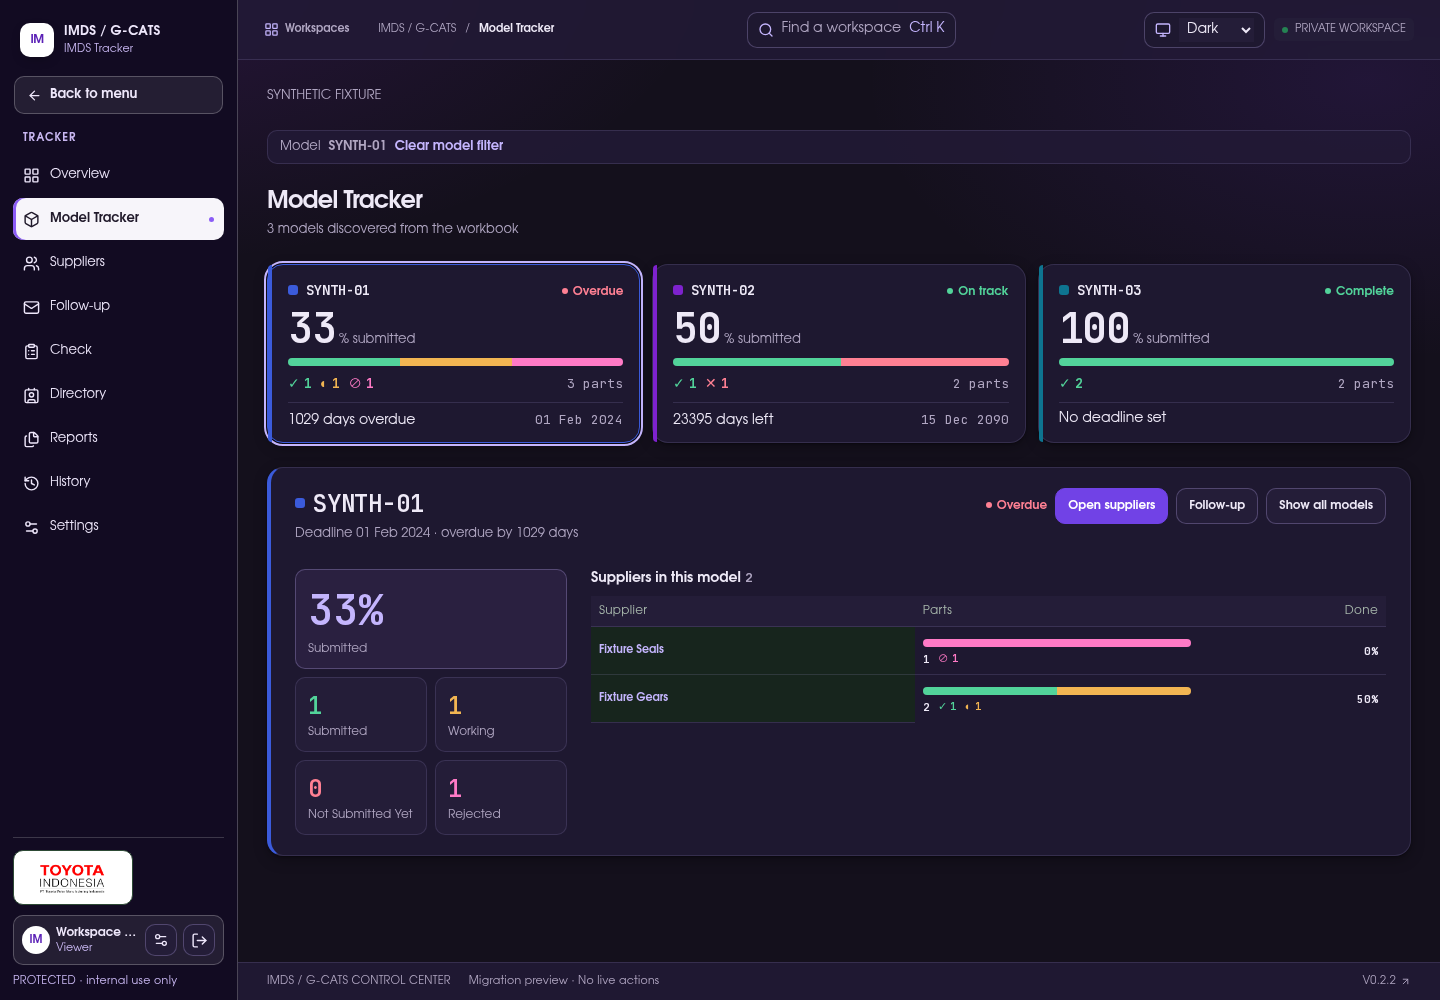 IM
IMDS / G-CATS
IMDS Tracker
Back to menu
TRACKER
Overview
Model Tracker
Suppliers
Follow-up
Check
Directory
Reports
History
Settings
TOYOTA
INDONESIA
IM
Workspace ...
Viewer
PROTECTED · internal use only
Workspaces
IMDS / G-CATS / Model Tracker
Find a workspace Ctrl K
Dark
PRIVATE WORKSPACE
SYNTHETIC FIXTURE
Model SYNTH-01 Clear model filter
Model Tracker
3 models discovered from the workbook
SYNTH-01 Overdue
33 % submitted
✓ 1 1 ⊘ 1 3 parts
1029 days overdue 01 Feb 2024
SYNTH-02 On track
50 % submitted
✓ 1 ✕ 1 2 parts
23395 days left 15 Dec 2090
SYNTH-03 Complete
100 % submitted
✓ 2 2 parts
No deadline set
SYNTH-01
Overdue Open suppliers Follow-up Show all models
Deadline 01 Feb 2024 · overdue by 1029 days
33%
Submitted
1
Submitted
1
Working
0
Not Submitted Yet
1
Rejected
Suppliers in this model 2
Supplier Parts Done
Fixture Seals 0%
1 ⊘ 1
Fixture Gears 50%
2 ✓ 1 1
IMDS / G-CATS CONTROL CENTER Migration preview · No live actions
V0.2.2 ↗